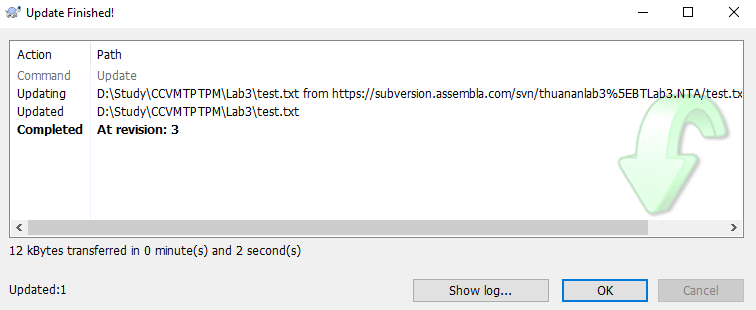 Update Finished!
Action Path
Command Update
Updating D:\Study\CCVMTPTPM\Lab3\test.txt from https://subversion.assembla.com/svn/thuananlab3%5EBTLab3.NTA/test.tx
Updated D:\Study\CCVMTPTPM\Lab3\test.txt
Completed At revision: 3
12 kBytes transferred in 0 minute(s) and 2 second(s)
Updated:1 Show log... OK Cancel